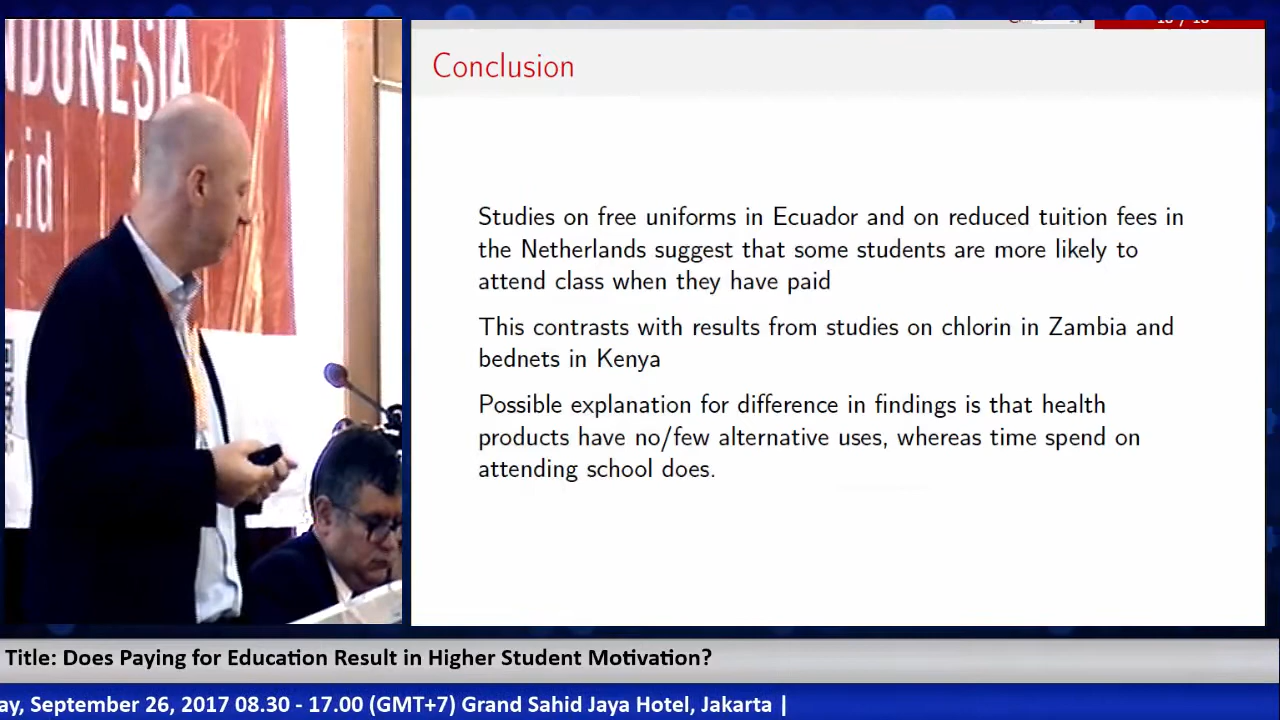 NDONESIA
r.id
Conclusion
Studies on free uniforms in Ecuador and on reduced tuition fees in
the Netherlands suggest that some students are more likely to
attend class when they have paid
This contrasts with results from studies on chlorin in Zambia and
bednets in Kenya
Possible explanation for difference in findings is that health
products have no/few alternative uses, whereas time spend on
attending school does.
Title: Does Paying for Education Result in Higher Student Motivation?
ay, September 26, 2017 08.30 - 17.00 (GMT+7) Grand Sahid Jaya Hotel, Jakarta |